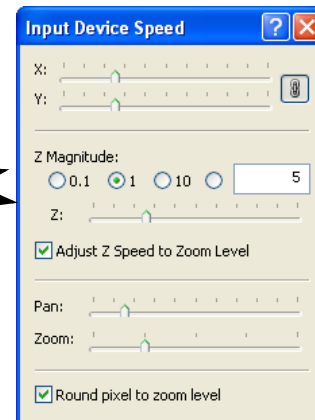 Input Device Speed
X:
Y:
Z Magnitude:
0.1 1 10 5
Z:
Adjust Z Speed to Zoom Level
Pan:
Zoom:
Round pixel to zoom level